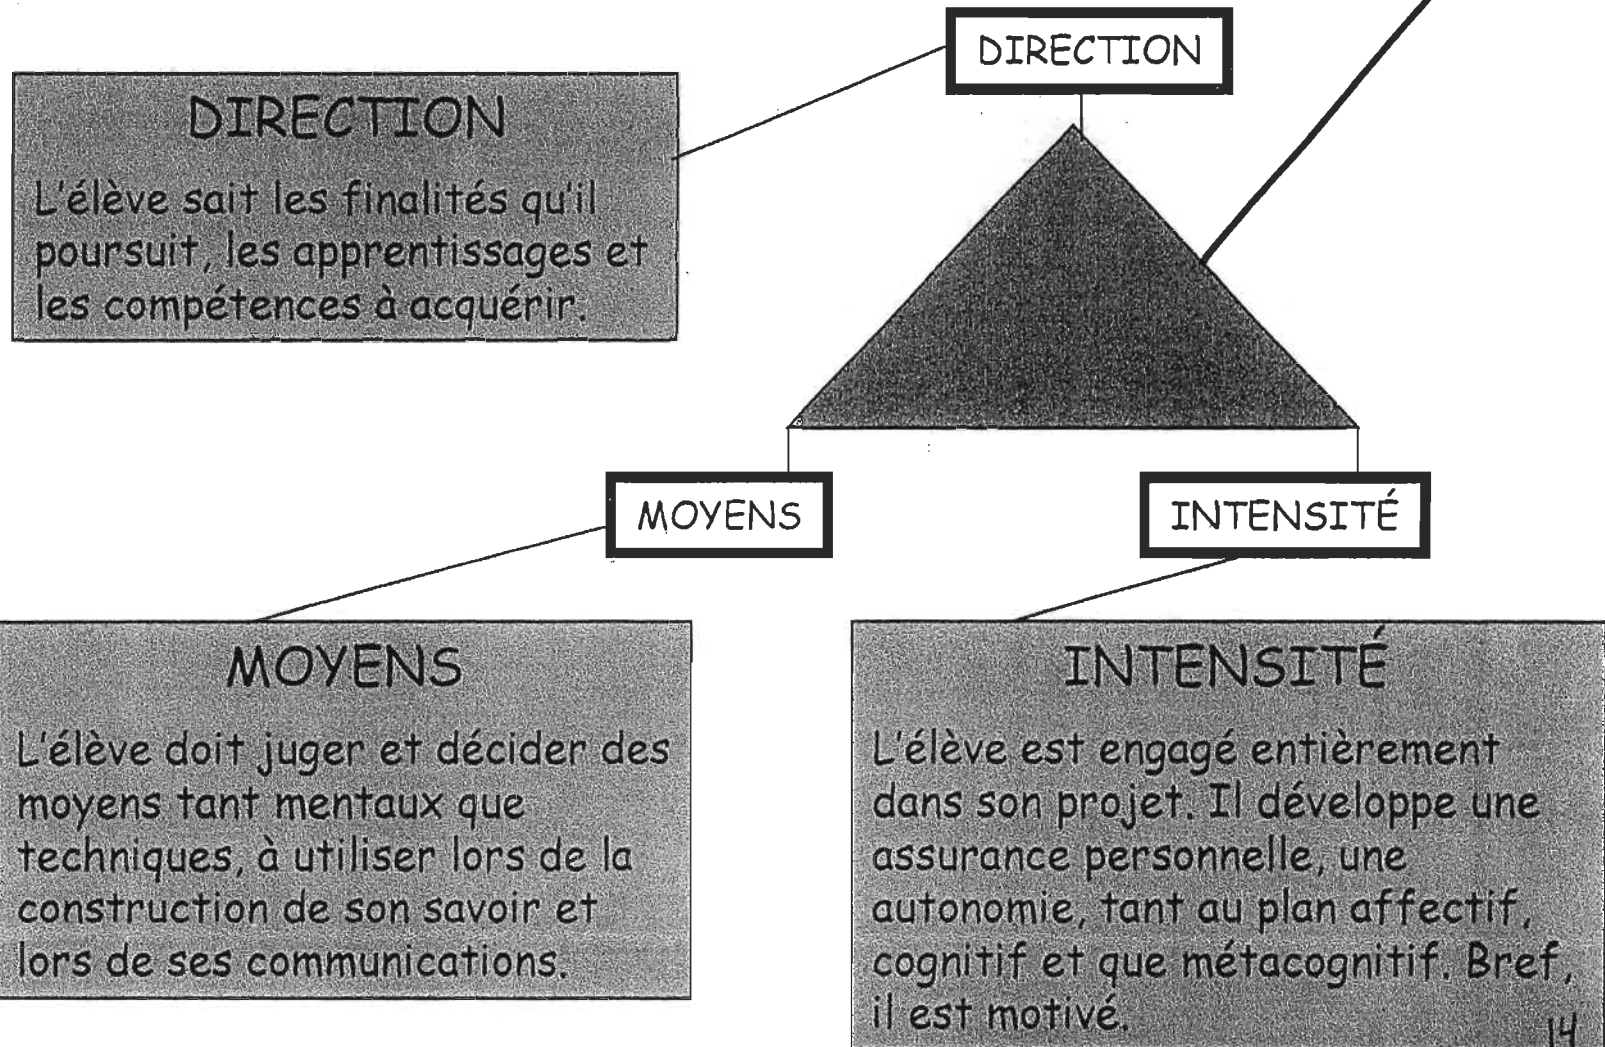 DIRECTION
DIRECTION
L'élève sait les finalités qu'il
poursuit, les apprentissages et
les compétences à acquérir.
MOYENS
INTENSITÉ
MOYENS
L'élève doit juger et décider des
moyens tant mentaux que
techniques, à utiliser lors de la
construction de son savoir et
lors de ses communications.
INTENSITÉ
L'élève est engagé entièrement
dans son projet. Il développe une
assurance personnelle, une
autonomie, tant au plan affectif,
cognitif et que métacognitif. Bref,
il est motivé.
14